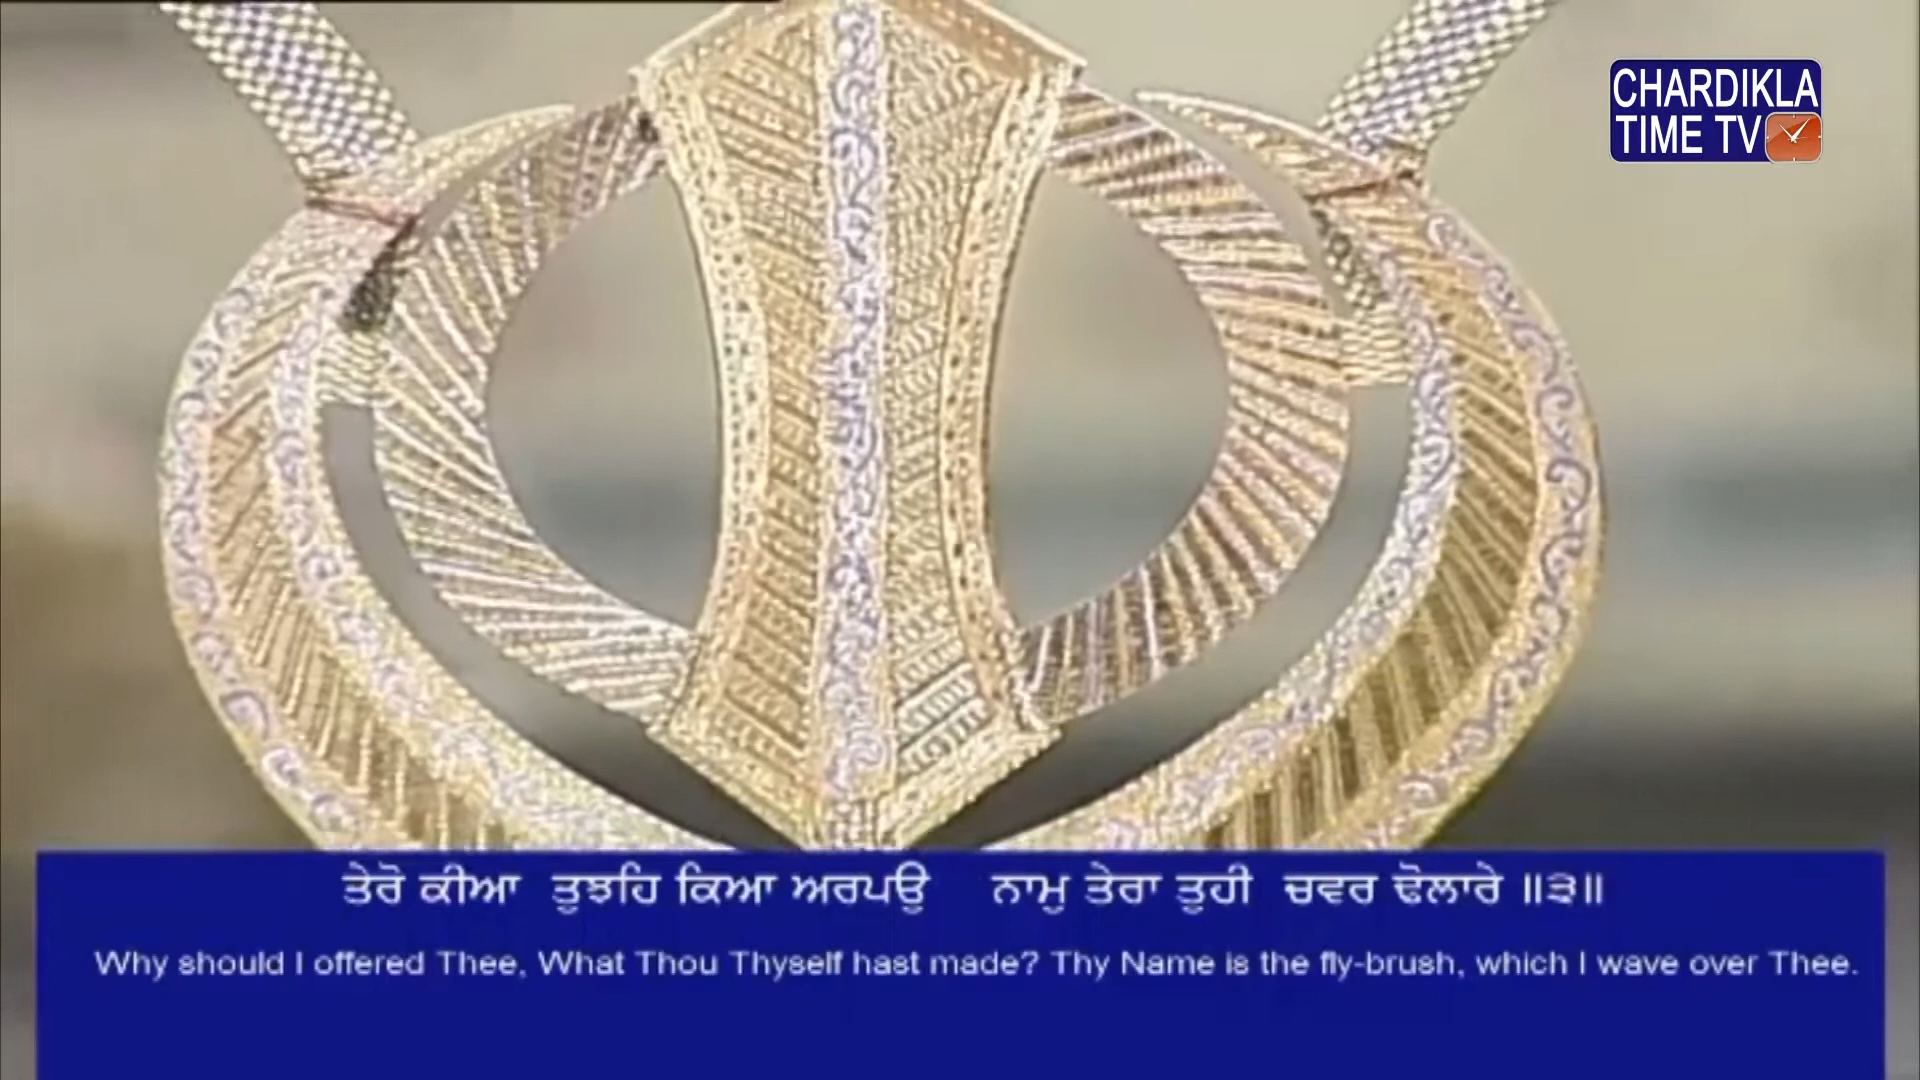 CHARDIKLA
TIME TV
ਤੇਰੋ ਕੀਆ ਤੁਝਹਿ ਕਿਆ ਅਰਪਉ ਨਾਮੁ ਤੇਰਾ ਤੁਹੀ ਚਵਰ ਢੋਲਾਰੇ ॥੩॥
Why should I offered Thee, What Thou Thyself hast made? Thy Name is the fly-brush, which I wave over Thee.